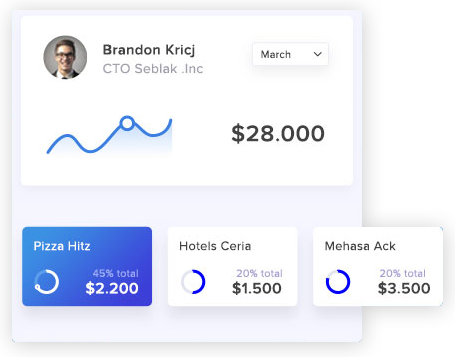 Brandon Kricj
CTO Seblak .Inc
March
$28.000
Pizza Hitz
45% total
$2.200
Hotels Ceria
20% total
$1.500
Mehasa Ack
20% total
$3.500